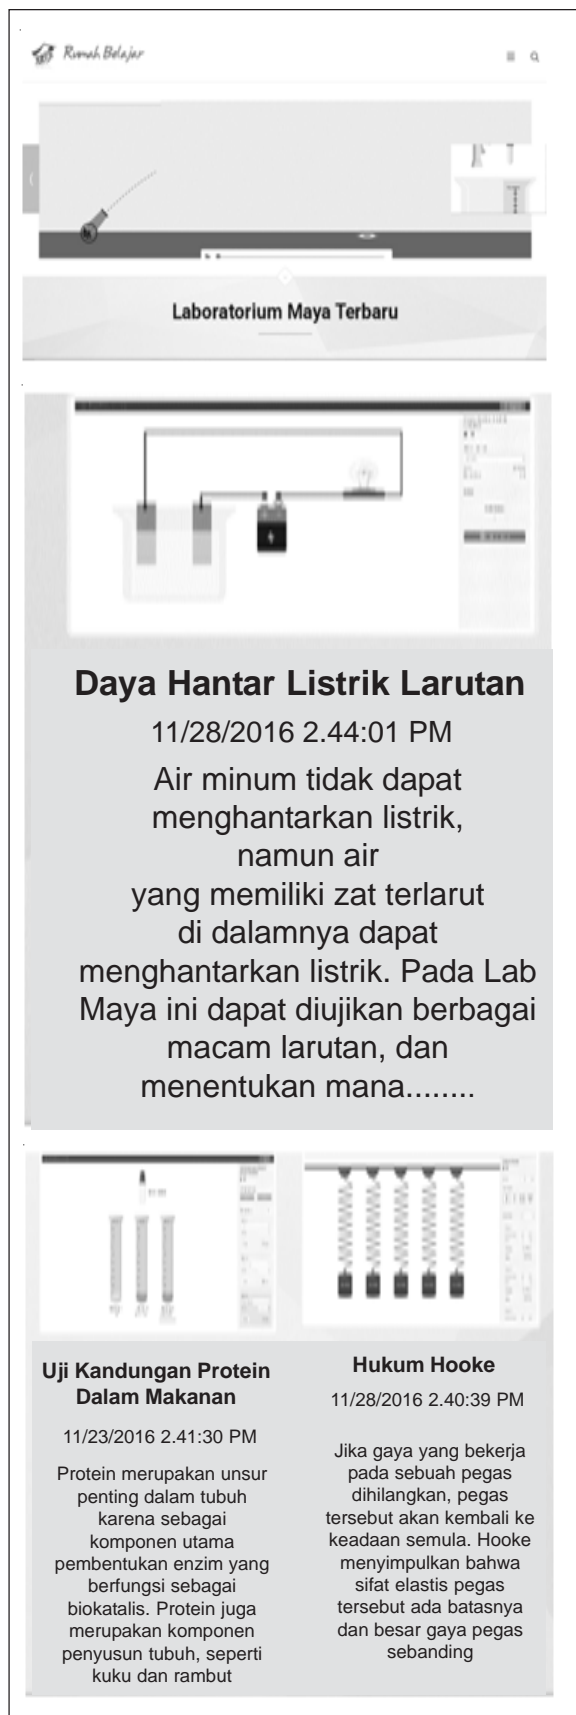 Rumah Belajar
Laboratorium Maya Terbaru
Daya Hantar Listrik Larutan
11/28/2016 2.44:01 PM
Air minum tidak dapat
menghantarkan listrik,
namun air
yang memiliki zat terlarut
di dalamnya dapat
menghantarkan listrik. Pada Lab
Maya ini dapat diujikan berbagai
macam larutan, dan
menentukan mana........
Uji Kandungan Protein
Dalam Makanan
11/23/2016 2.41:30 PM
Protein merupakan unsur
penting dalam tubuh
karena sebagai
komponen utama
pembentukan enzim yang
berfungsi sebagai
biokatalis. Protein juga
merupakan komponen
penyusun tubuh, seperti
kuku dan rambut
Hukum Hooke
11/28/2016 2.40:39 PM
Jika gaya yang bekerja
pada sebuah pegas
dihilangkan, pegas
tersebut akan kembali ke
keadaan semula. Hooke
menyimpulkan bahwa
sifat elastis pegas
tersebut ada batasnya
dan besar gaya pegas
sebanding